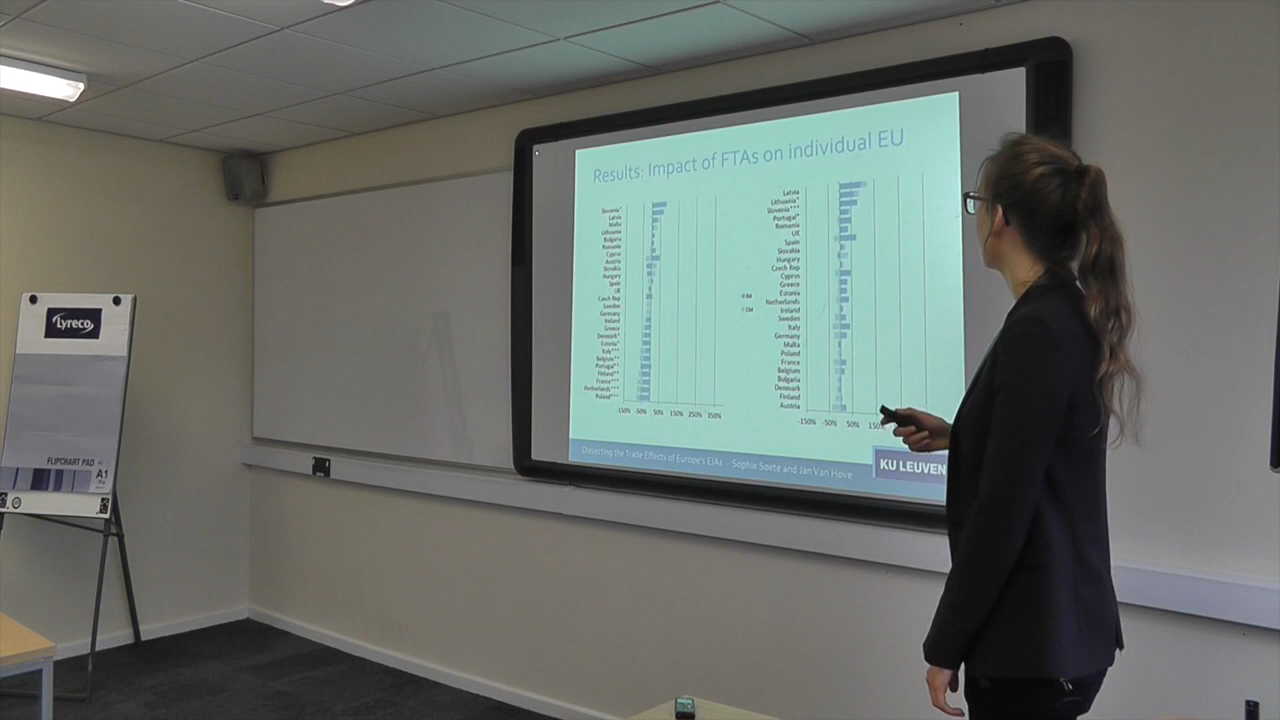 Lyreco
FLIPCHART PAD
A1
Results: Impact of FTAs on individual EU
Slovenia*
Latvia
Malta
Lithuania
Bulgaria
Romania
Cyprus
Austria
Slovakia
Hungary
Spain
UK
Czech Rep
Sweden
Germany
Ireland
Greece
Denmark*
Estonia*
Italy***
Belgium**
Portugal**
Finland**
France***
Netherlands***
Poland***
-150% -50% 50% 150% 250% 350%
IM
EM
Latvia
Lithuania*
Slovenia***
Portugal*
Romania
UK
Spain
Slovakia
Hungary
Czech Rep
Cyprus
Greece
Estonia
Netherlands
Ireland
Sweden
Italy
Germany
Malta
Poland
France
Belgium
Bulgaria
Denmark
Finland
Austria
-150% -50% 50% 150%
Dissecting the Trade Effects of Europe's EIAs - Sophie Soete and Jan Van Hove
KU LEUVEN